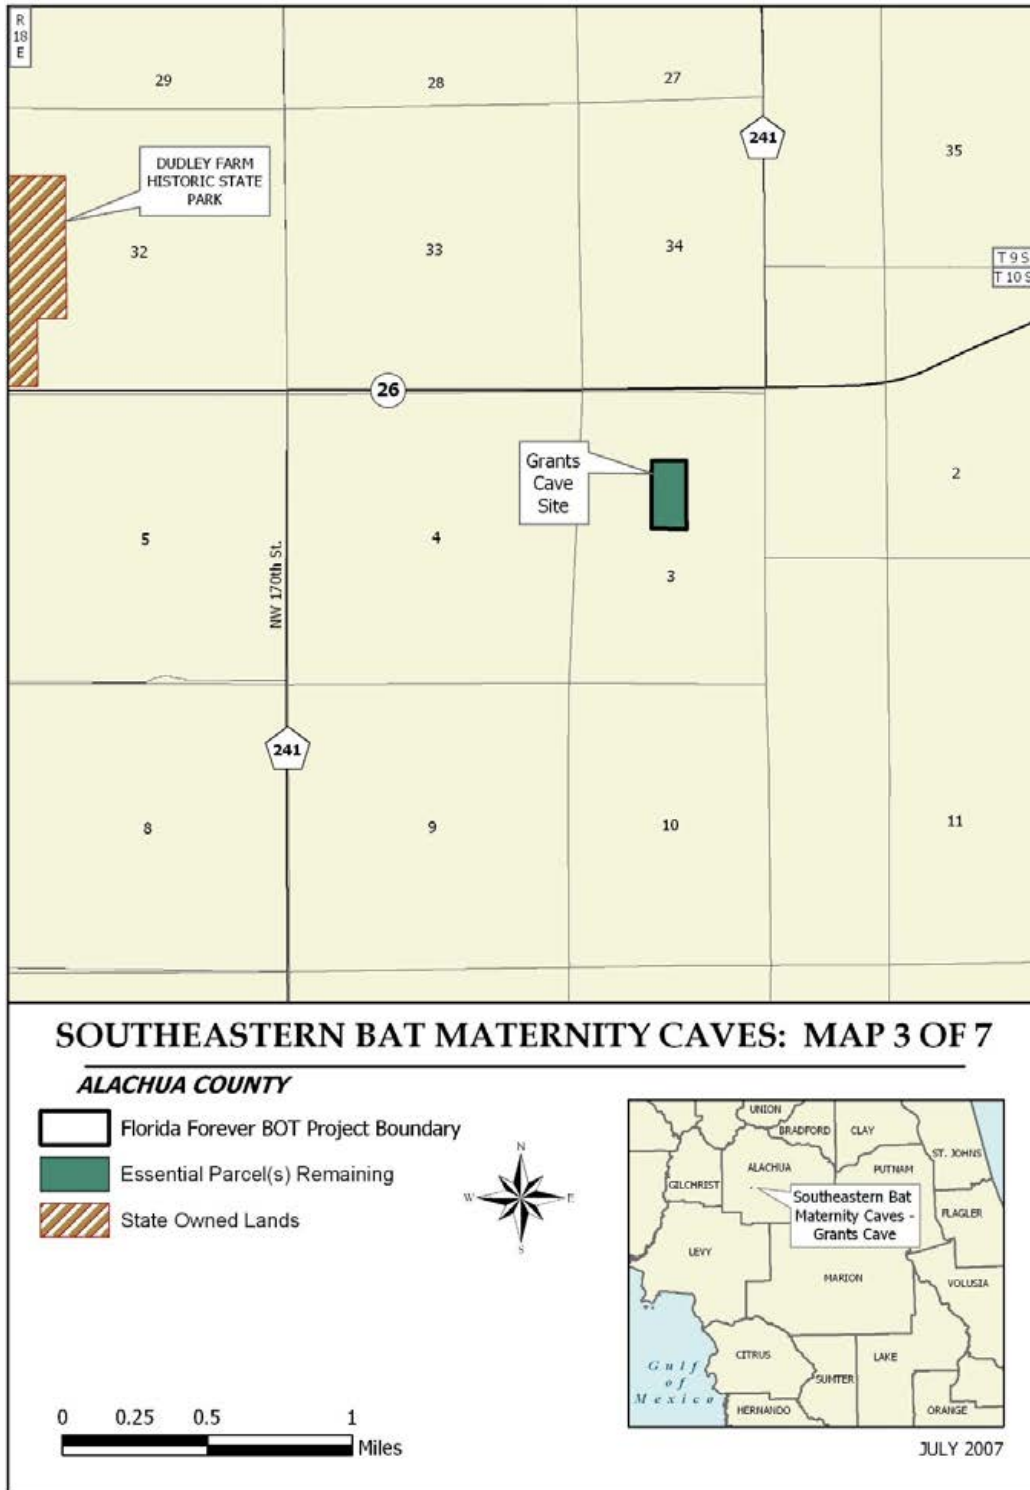 R
18
E
29
28
27
241
35
DUDLEY FARM
HISTORIC STATE
PARK
32
33
34
T 9 S
T 10 S
26
Grants
Cave
Site
2
5
4
3
NW 170th St.
241
8
9
10
11
SOUTHEASTERN BAT MATERNITY CAVES: MAP 3 OF 7
ALACHUA COUNTY
Florida Forever BOT Project Boundary
Essential Parcel(s) Remaining
State Owned Lands
N
W
E
S
0 0.25 0.5 1
Miles
UNION
BRADFORD
CLAY
ST. JOHNS
ALACHUA
PUTNAM
GILCHRIST
Southeastern Bat
Maternity Caves -
Grants Cave
FLAGLER
LEVY
MARION
VOLUSIA
CITRUS
LAKE
SUMTER
Gulf
of
Mexico
HERNANDO
ORANGE
JULY 2007